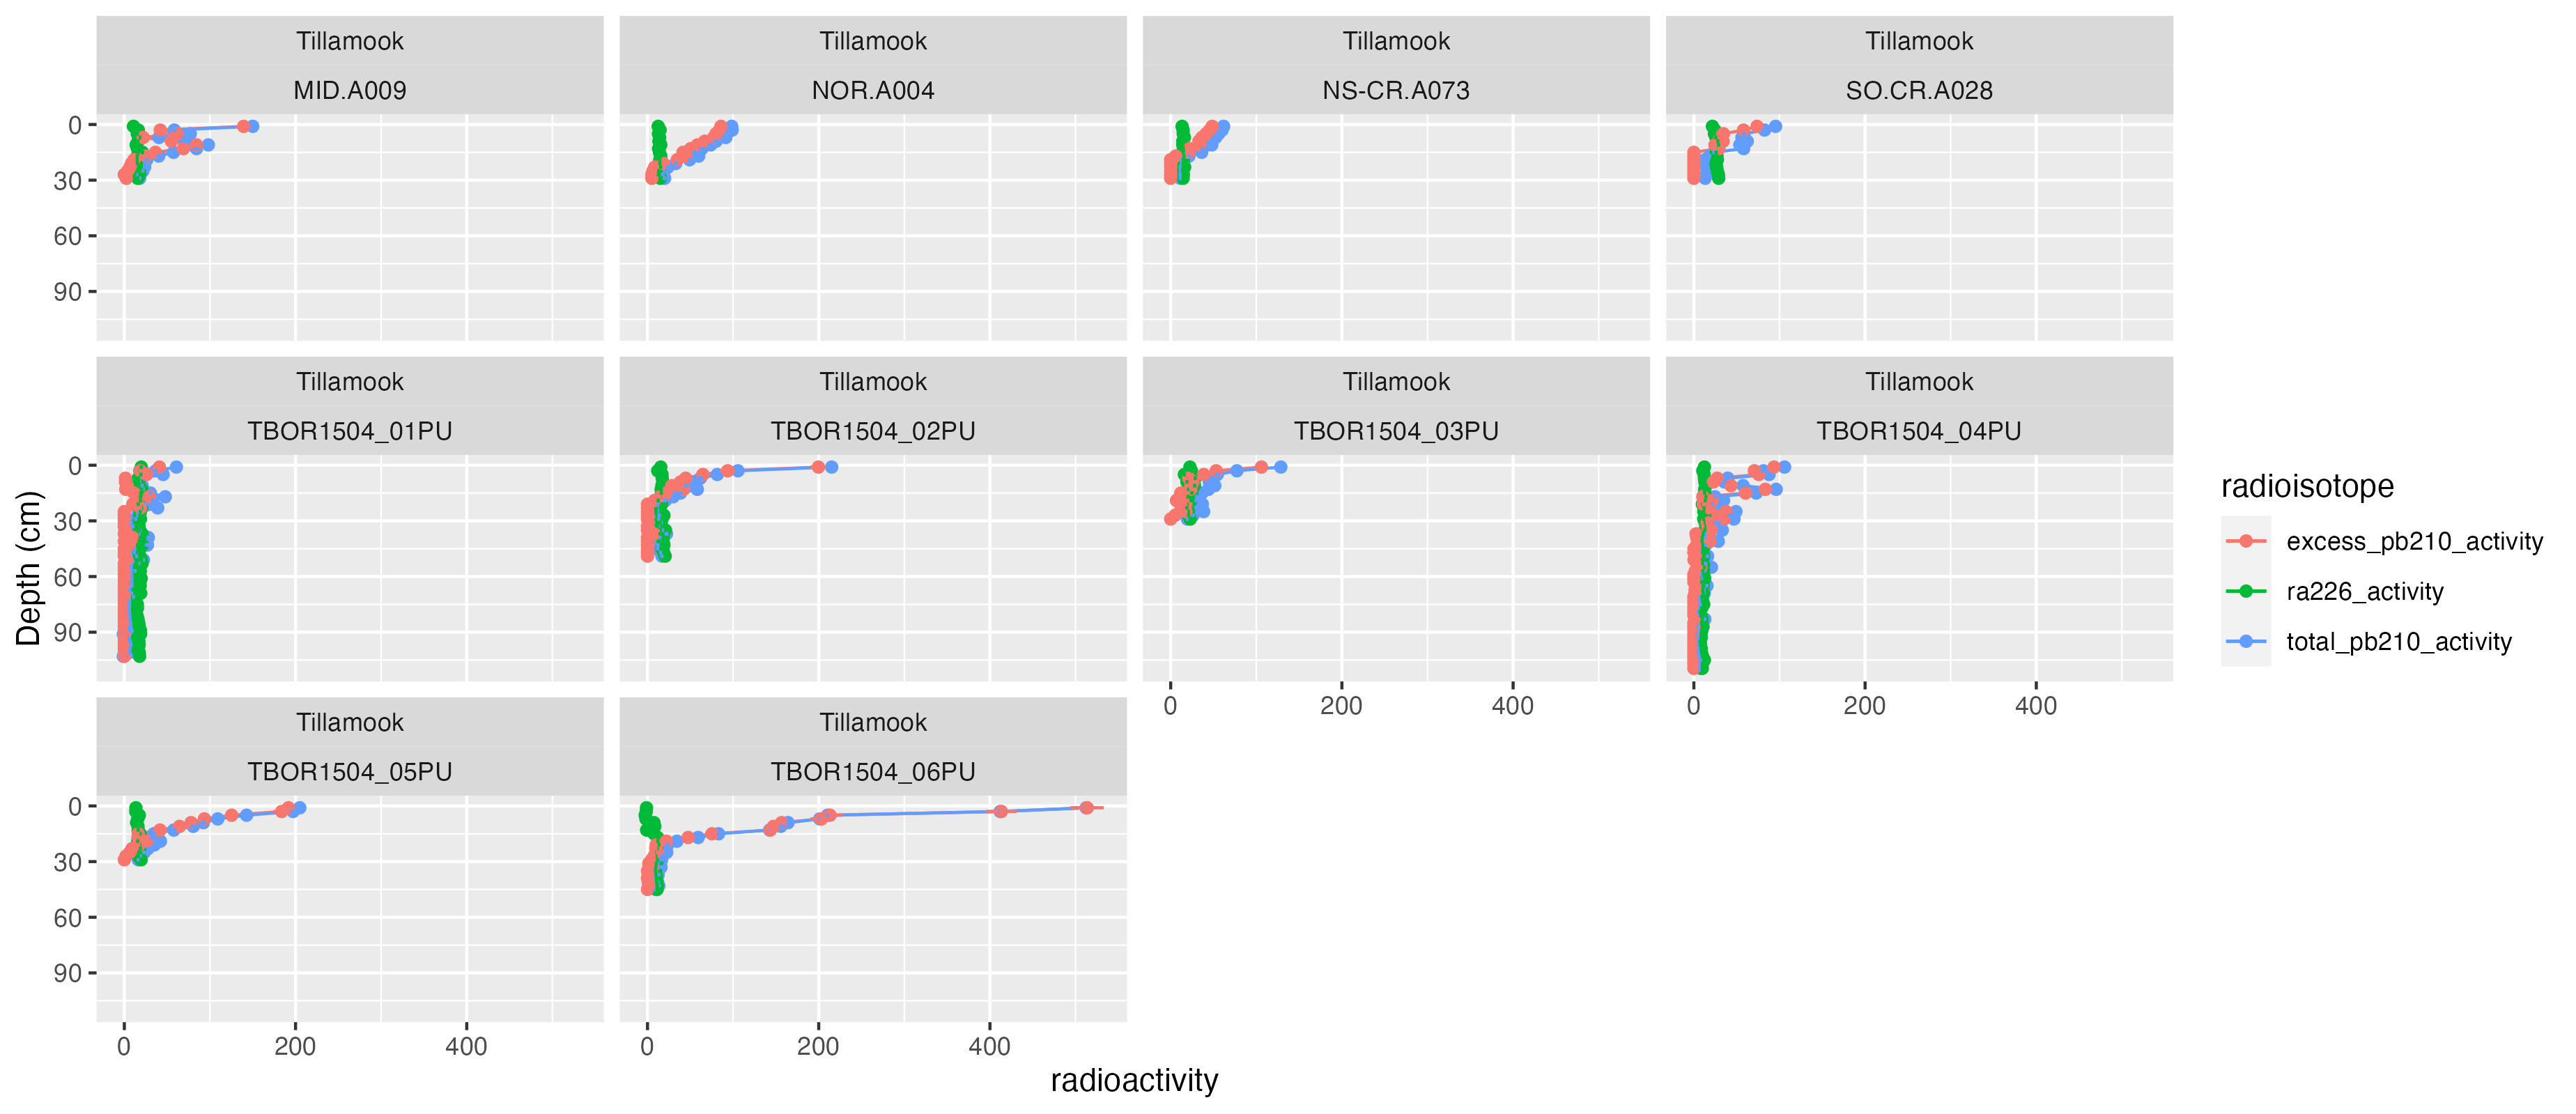 Tillamook Tillamook Tillamook Tillamook
MID.A009 NOR.A004 NS-CR.A073 SO.CR.A028
0
30
60
90
Tillamook Tillamook Tillamook Tillamook
TBOR1504_01PU TBOR1504_02PU TBOR1504_03PU TBOR1504_04PU
0
30
60
90
0 200 400 0 200 400
Tillamook Tillamook
TBOR1504_05PU TBOR1504_06PU
0
30
60
90
0 200 400 0 200 400
Depth (cm)
radioactivity
radioisotope
excess_pb210_activity
ra226_activity
total_pb210_activity